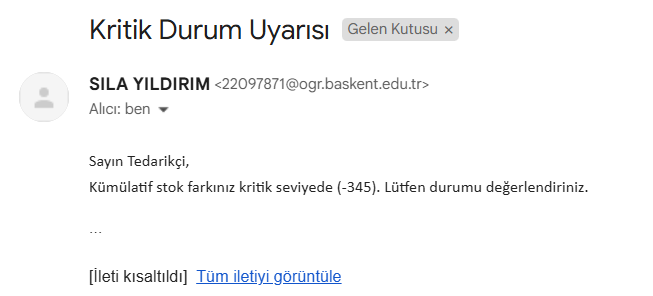 Kritik Durum Uyarısı Gelen Kutusu ×
SILA YILDIRIM <22097871@ogr.baskent.edu.tr>
Alıcı: ben
Sayın Tedarikçi,
Kümülatif stok farkınız kritik seviyede (-345). Lütfen durumu değerlendiriniz.
...
[İleti kısaltıldı] Tüm iletiyi görüntüle